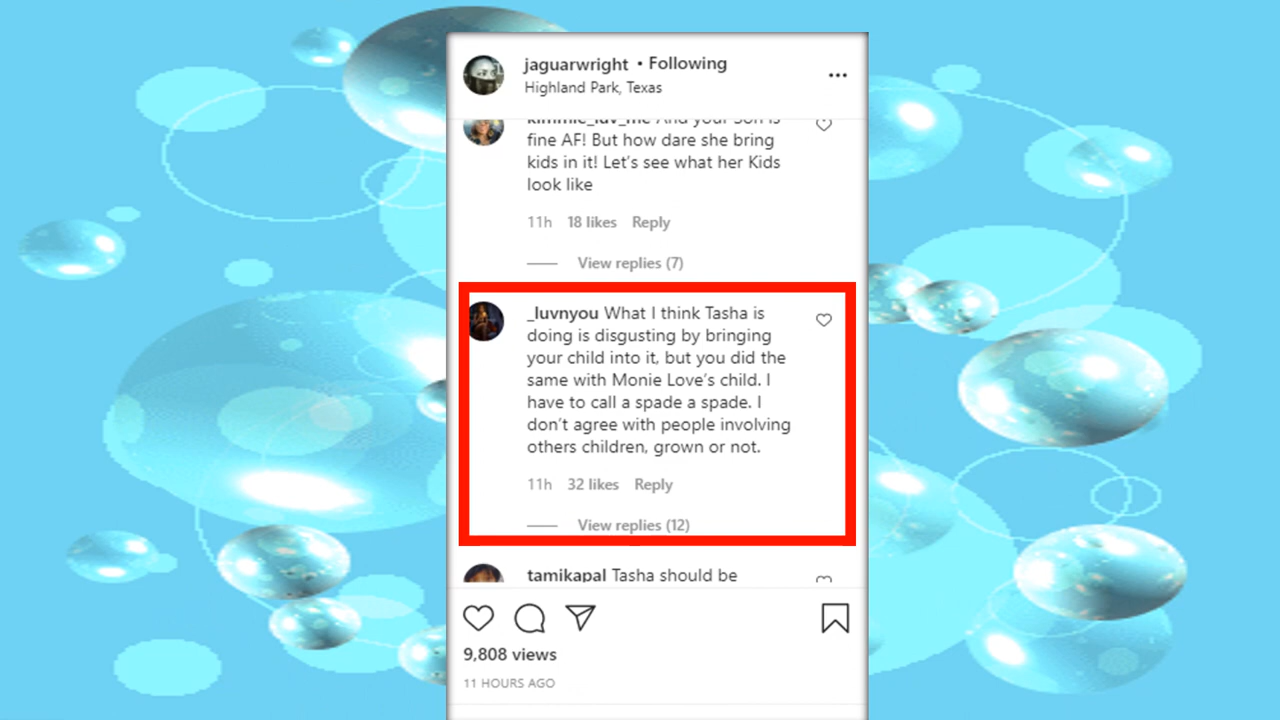 jaguarwright • Following
Highland Park, Texas
kimmie_luv_me And your Son is
fine AF! But how dare she bring
kids in it! Let's see what her Kids
look like
11h 18 likes Reply
View replies (7)
_luvnyou What I think Tasha is
doing is disgusting by bringing
your child into it, but you did the
same with Monie Love's child. I
have to call a spade a spade. I
don't agree with people involving
others children, grown or not.
11h 32 likes Reply
View replies (12)
tamikapal Tasha should be
9,808 views
11 HOURS AGO